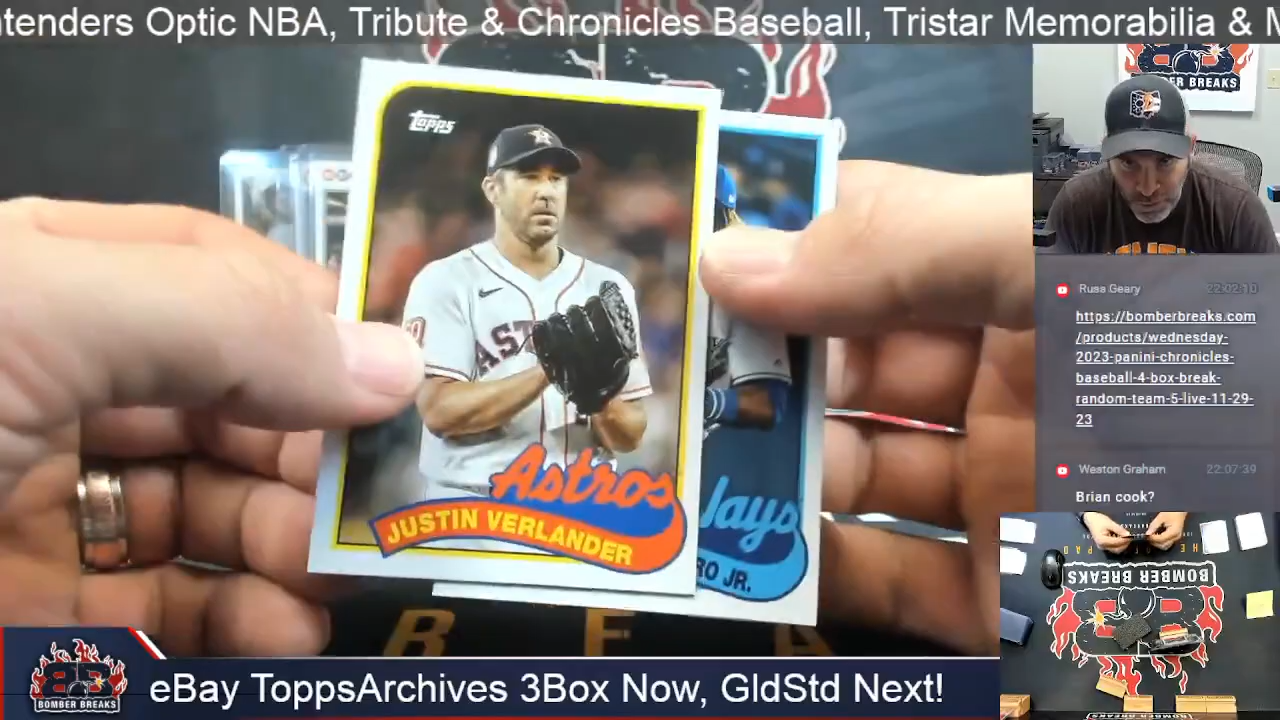 tenders Optic NBA, Tribute & Chronicles Baseball, Tristar Memorabilia & M
ER BREAKS
Topps
AST
Astros
JUSTIN VERLANDER
Jays
RO JR.
Russ Geary 22:02:10
https://bomberbreaks.com
/products/wednesday-
2023-panini-chronicles-
baseball-4-box-break-
random-team-5-live-11-29-
23
Weston Graham 22:07:39
Brian cook?
BOMBER BREAKS
BOMBER BREAKS
eBay ToppsArchives 3Box Now, GldStd Next!